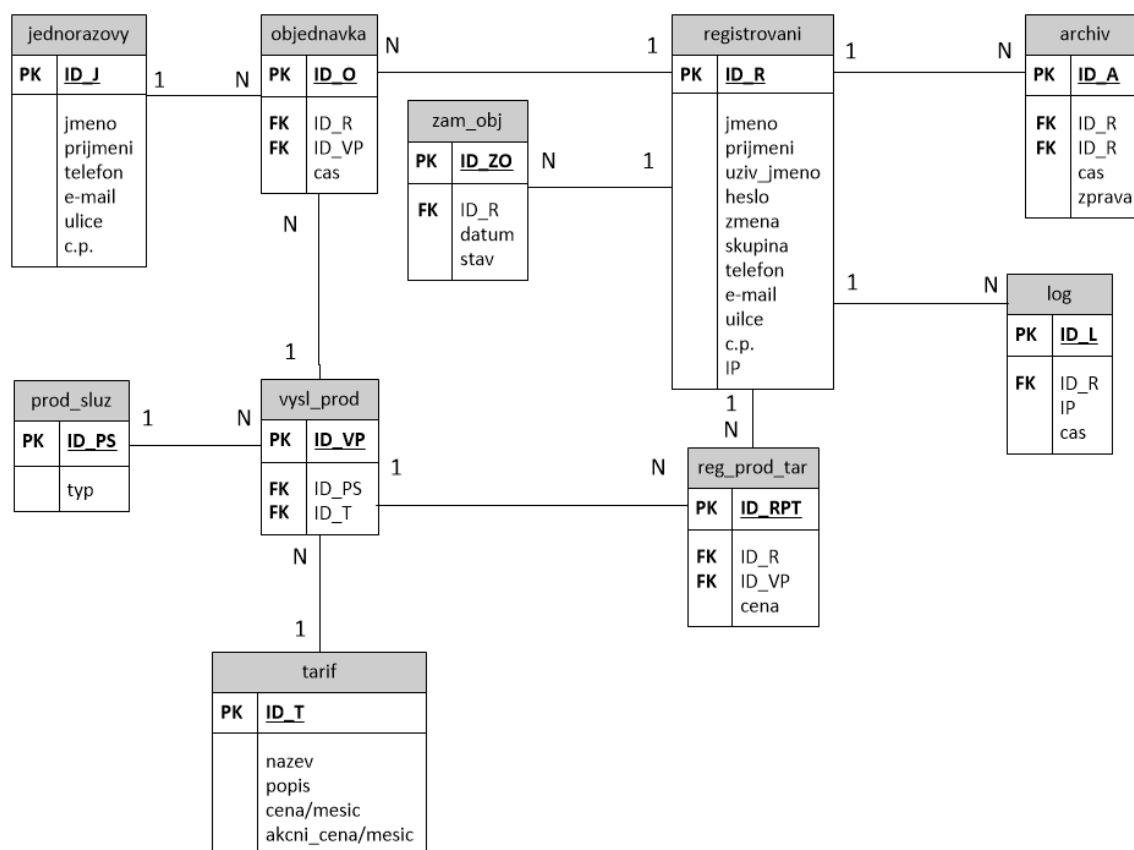 jednorazovy
PK ID_J
jmeno
prijmeni
telefon
e-mail
ulice
c.p.
1 N
objednavka
PK ID_O
FK ID_R
FK ID_VP
cas
N 1
zam_obj
PK ID_ZO
FK ID_R
datum
stav
N 1
registrovani
PK ID_R
jmeno
prijmeni
uziv_jmeno
heslo
zmena
skupina
telefon
e-mail
uilce
c.p.
IP
1 N
archiv
PK ID_A
FK ID_R
FK ID_R
cas
zprava
1 N
log
PK ID_L
FK ID_R
IP
cas
N
1
prod_sluz
PK ID_PS
typ
1 N
vysl_prod
PK ID_VP
FK ID_PS
FK ID_T
1 N
1
N
reg_prod_tar
PK ID_RPT
FK ID_R
FK ID_VP
cena
N
1
tarif
PK ID_T
nazev
popis
cena/mesic
akcni_cena/mesic